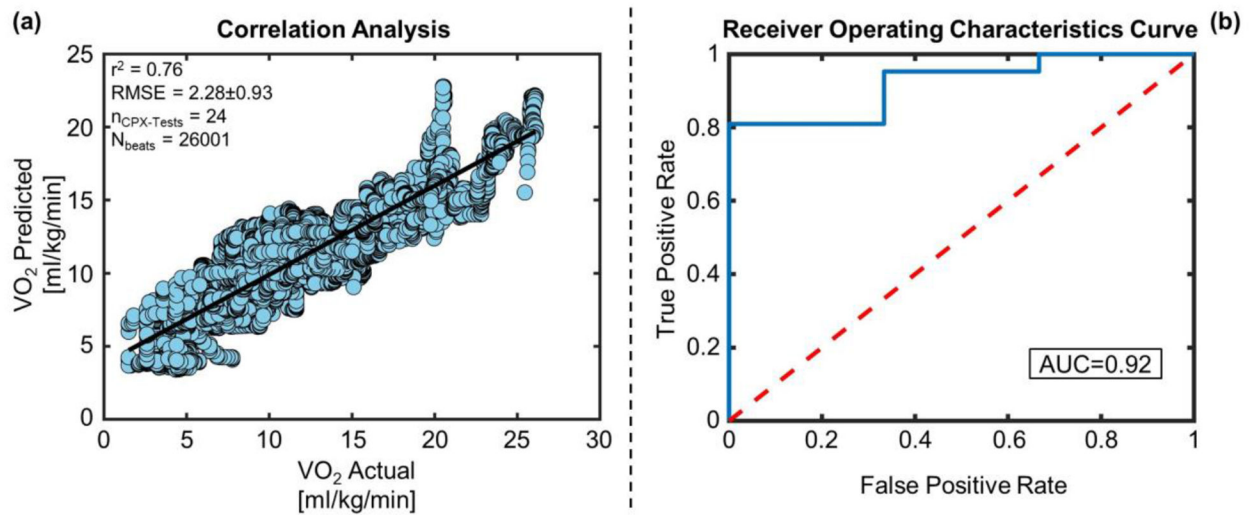 (a)
Correlation Analysis
r² = 0.76
RMSE = 2.28±0.93
nCPX-Tests = 24
Nbeats = 26001
25
20
15
10
5
0
0 5 10 15 20 25 30
VO₂ Predicted
[ml/kg/min]
VO₂ Actual
[ml/kg/min]
(b)
Receiver Operating Characteristics Curve
1
0.8
0.6
0.4
0.2
0
0 0.2 0.4 0.6 0.8 1
True Positive Rate
False Positive Rate
AUC=0.92